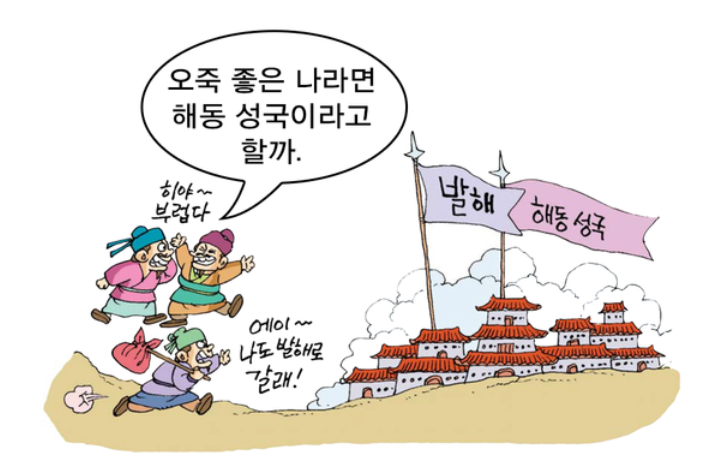 오죽 좋은 나라면
해동 성국이라고
할까.
히야~
부럽다
발해
해동 성국
에이~
나도 발해로
갈래!